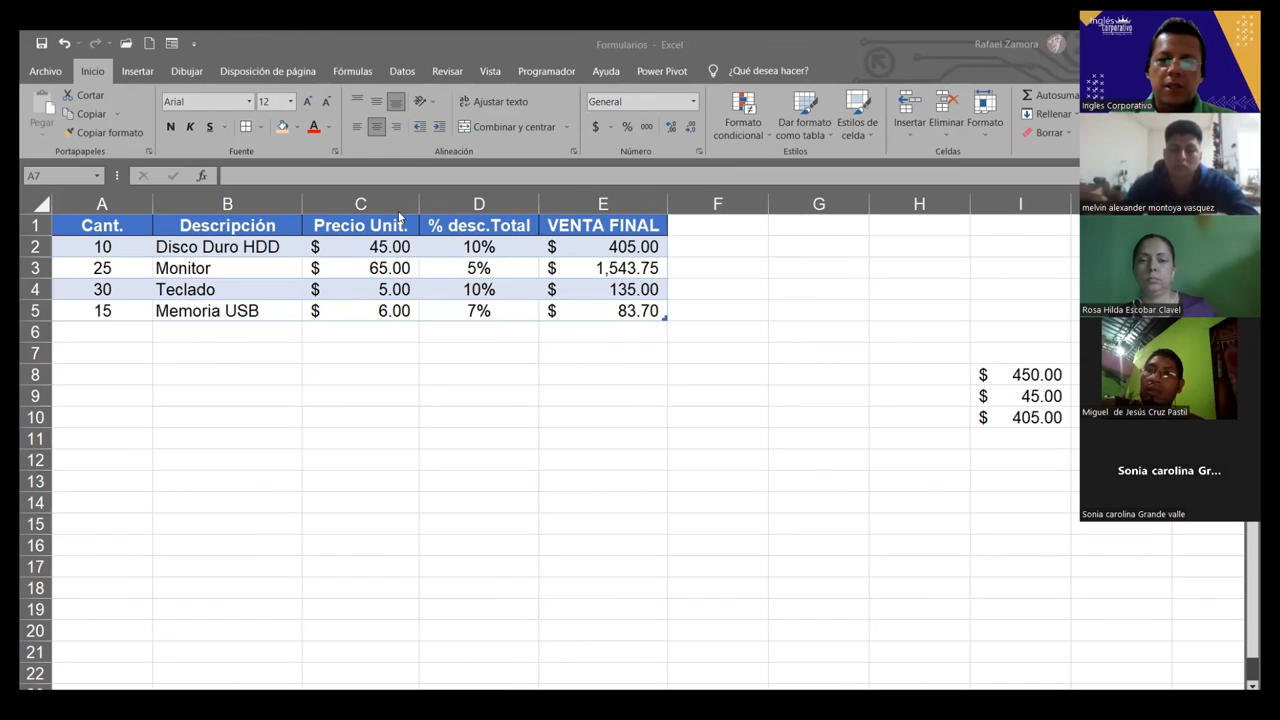 Formularios - Excel
Rafael Zamora
Archivo Inicio Insertar Dibujar Disposición de página Fórmulas Datos Revisar Vista Programador Ayuda Power Pivot ¿Qué desea hacer?
Pegar
Cortar
Copiar
Copiar formato
Portapapeles
Arial 12
N K S
Fuente
Ajustar texto
Combinar y centrar
Alineación
General
$ % 000
Número
Formato condicional
Dar formato como tabla
Estilos de celda
Estilos
Insertar Eliminar Formato
Celdas
Autosuma
Rellenar
Borrar
A7 fx
A B C D E F G H I
1 Cant. Descripción Precio Unit. % desc.Total VENTA FINAL
2 10 Disco Duro HDD $ 45.00 10% $ 405.00
3 25 Monitor $ 65.00 5% $ 1,543.75
4 30 Teclado $ 5.00 10% $ 135.00
5 15 Memoria USB $ 6.00 7% $ 83.70
6
7
8 $ 450.00
9 $ 45.00
10 $ 405.00
11
12
13
14
15
16
17
18
19
20
21
22
Inglés
corporativo
Ingles Corporativo
melvin alexander montoya vasquez
Rosa Hilda Escobar Clavel
Miguel de Jesús Cruz Pastil
Sonia carolina Gr...
Sonia carolina Grande valle